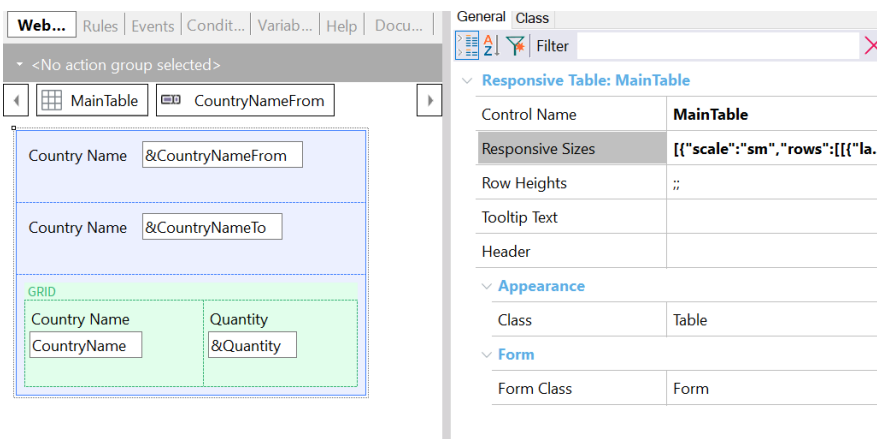 Web... Rules Events Condit... Variab... Help Docu...
<No action group selected>
MainTable CountryNameFrom
Country Name &CountryNameFrom
Country Name &CountryNameTo
GRID
Country Name Quantity
CountryName &Quantity
General Class
A Z Filter
Responsive Table: MainTable
Control Name MainTable
Responsive Sizes [{"scale":"sm","rows":[[{"la.
Row Heights ;;
Tooltip Text
Header
Appearance
Class Table
Form
Form Class Form